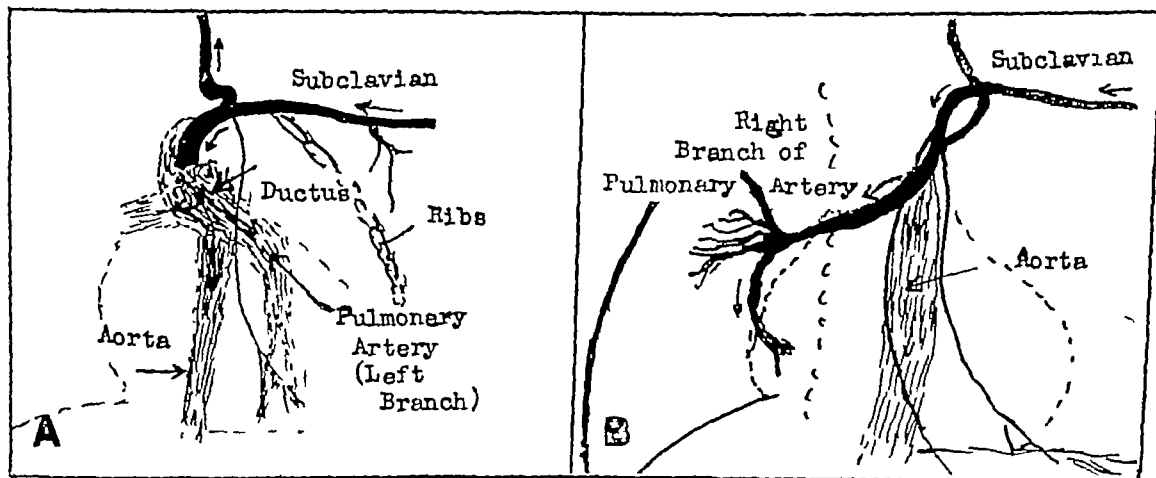 Subclavian
Ductus
Ribs
Pulmonary
Artery
(Left
Branch)
Aorta
A
Subclavian
Right
Branch of
Pulmonary Artery
Aorta
B